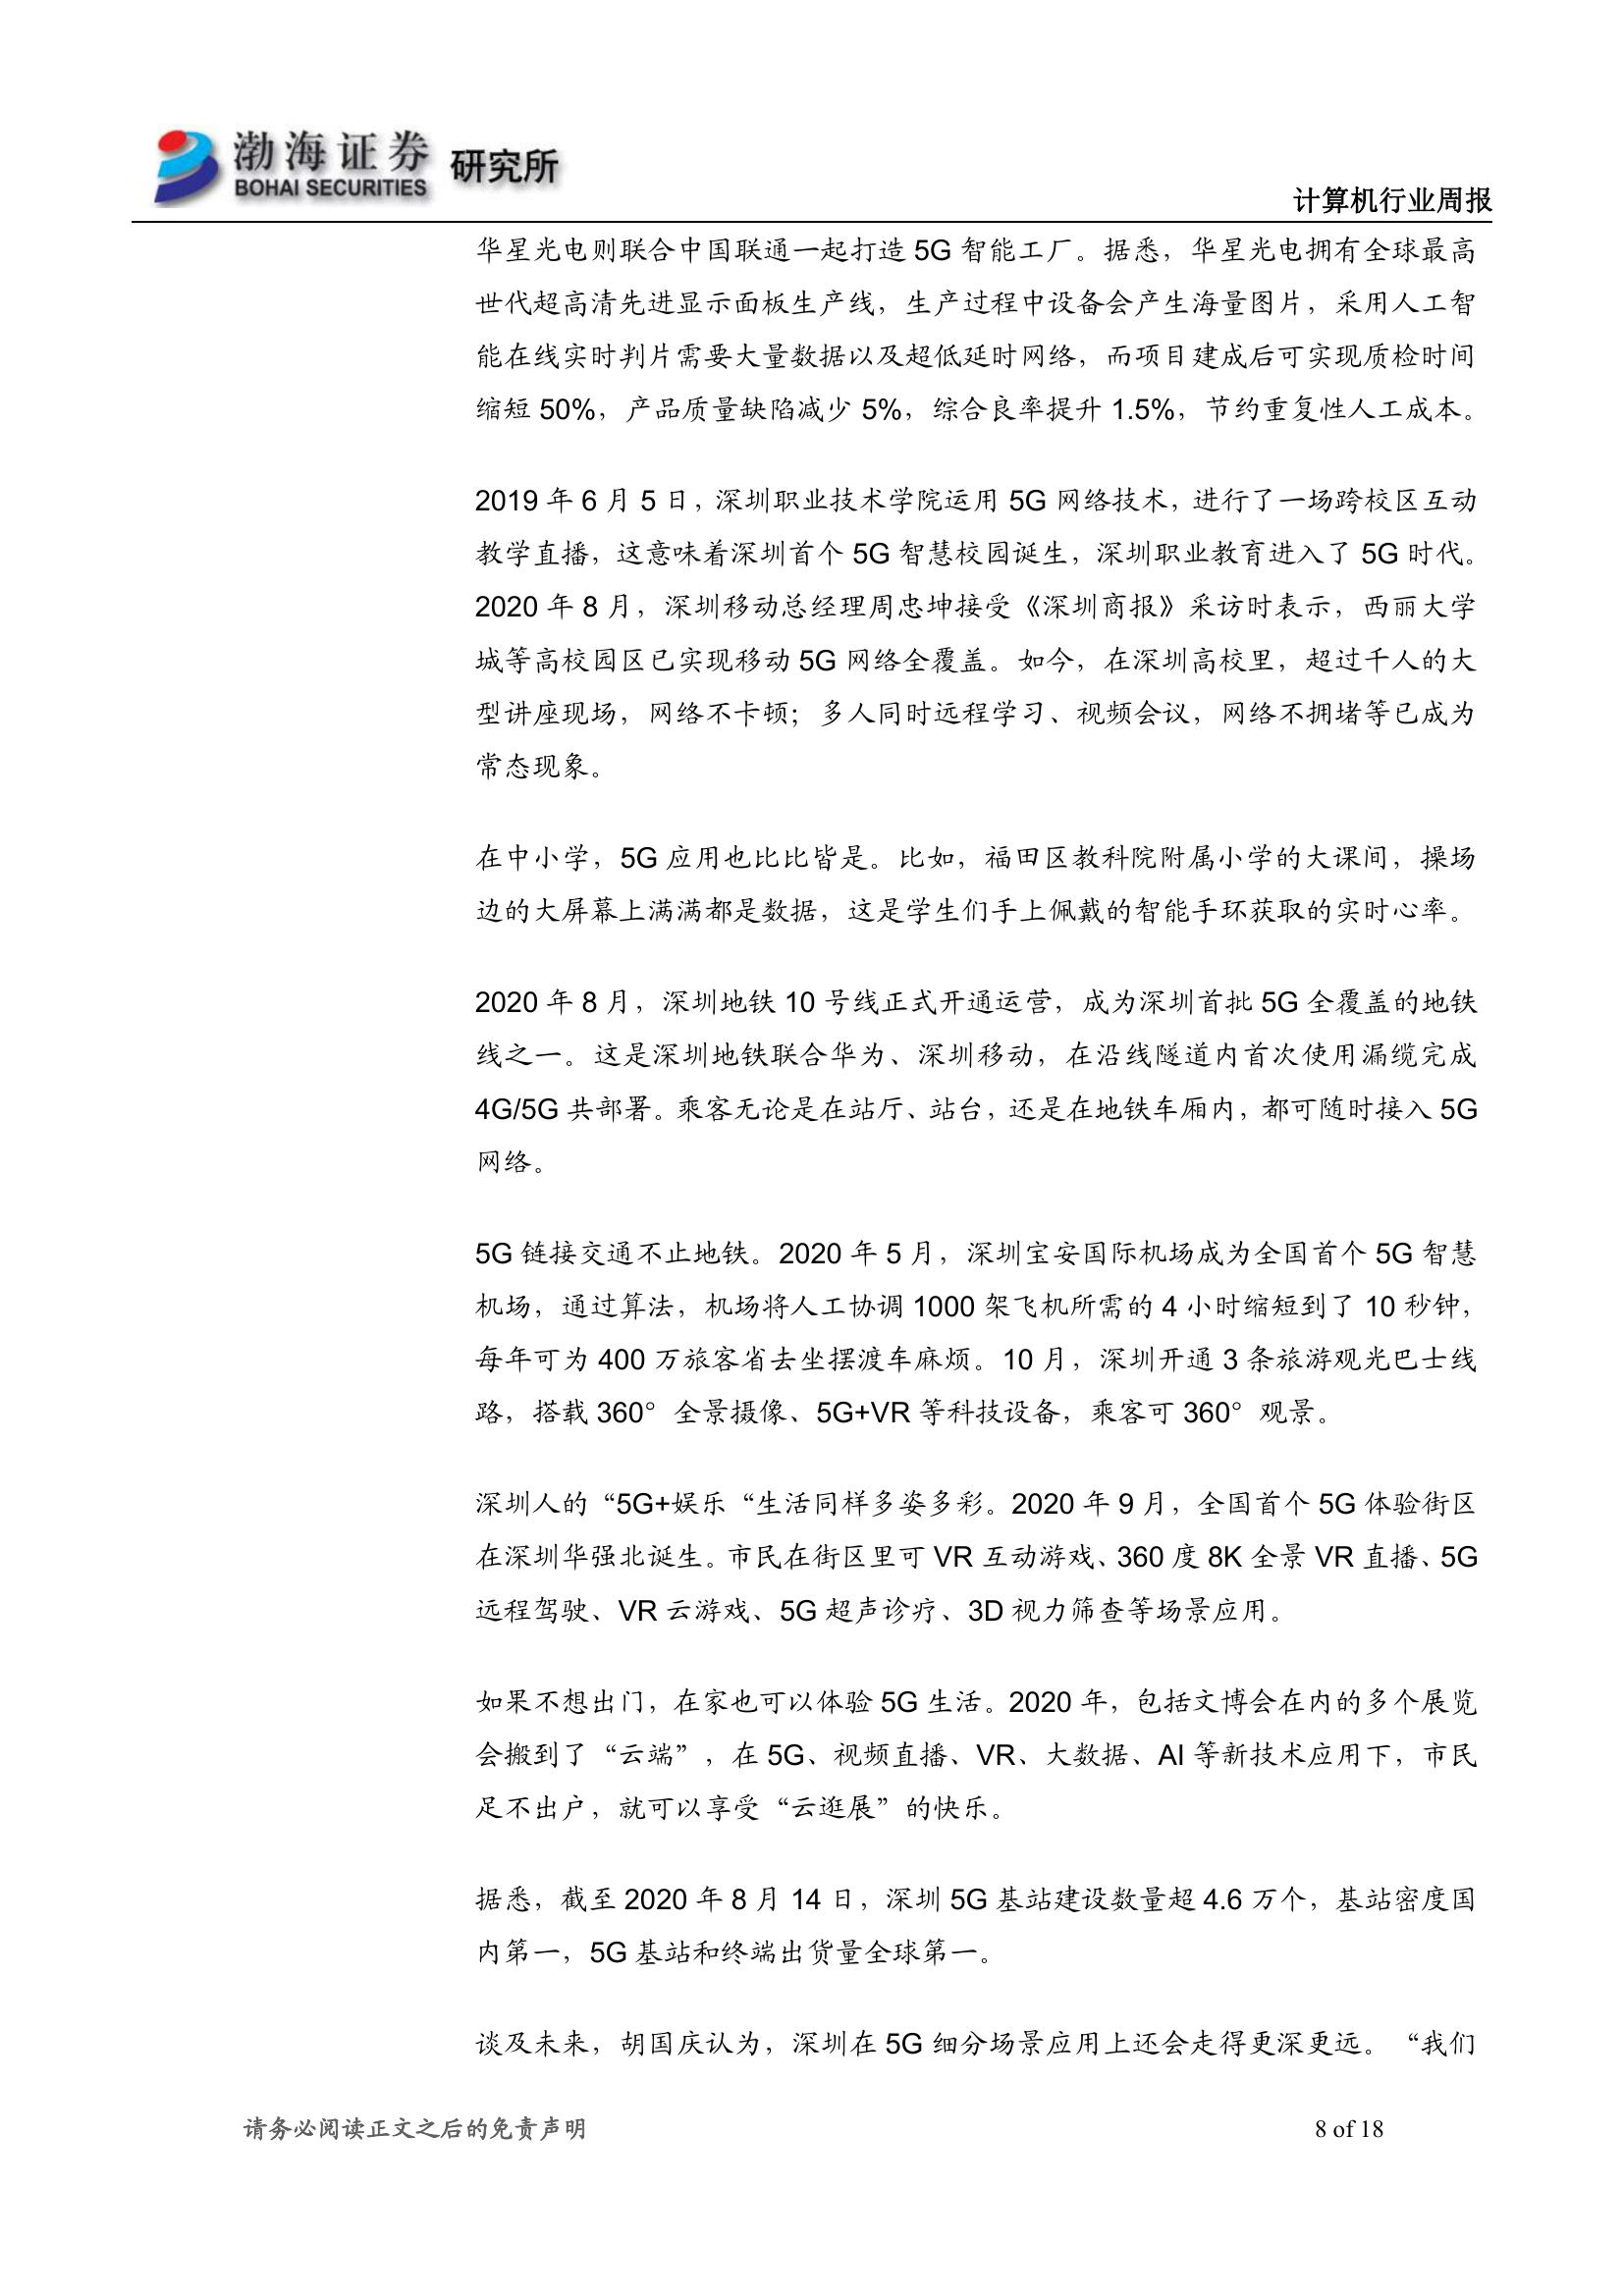 渤海证券
BOHAI SECURITIES
研究所
计算机行业周报
华星光电则联合中国联通一起打造 5G 智能工厂。据悉，华星光电拥有全球最高
世代超高清先进显示面板生产线，生产过程中设备会产生海量图片，采用人工智
能在线实时判片需要大量数据以及超低延时网络，而项目建成后可实现质检时间
缩短 50%，产品质量缺陷减少 5%，综合良率提升 1.5%，节约重复性人工成本。
2019 年 6 月 5 日，深圳职业技术学院运用 5G 网络技术，进行了一场跨校区互动
教学直播，这意味着深圳首个 5G 智慧校园诞生，深圳职业教育进入了 5G 时代。
2020 年 8 月，深圳移动总经理周忠坤接受《深圳商报》采访时表示，西丽大学
城等高校园区已实现移动 5G 网络全覆盖。如今，在深圳高校里，超过千人的大
型讲座现场，网络不卡顿；多人同时远程学习、视频会议，网络不拥堵等已成为
常态现象。
在中小学，5G 应用也比比皆是。比如，福田区教科院附属小学的大课间，操场
边的大屏幕上满满都是数据，这是学生们手上佩戴的智能手环获取的实时心率。
2020 年 8 月，深圳地铁 10 号线正式开通运营，成为深圳首批 5G 全覆盖的地铁
线之一。这是深圳地铁联合华为、深圳移动，在沿线隧道内首次使用漏缆完成
4G/5G 共部署。乘客无论是在站厅、站台，还是在地铁车厢内，都可随时接入 5G
网络。
5G 链接交通不止地铁。2020 年 5 月，深圳宝安国际机场成为全国首个 5G 智慧
机场，通过算法，机场将人工协调 1000 架飞机所需的 4 小时缩短到了 10 秒钟，
每年可为 400 万旅客省去坐摆渡车麻烦。10 月，深圳开通 3 条旅游观光巴士线
路，搭载 360° 全景摄像、5G+VR 等科技设备，乘客可 360° 观景。
深圳人的“5G+娱乐“生活同样多姿多彩。2020 年 9 月，全国首个 5G 体验街区
在深圳华强北诞生。市民在街区里可 VR 互动游戏、360 度 8K 全景 VR 直播、5G
远程驾驶、VR 云游戏、5G 超声诊疗、3D 视力筛查等场景应用。
如果不想出门，在家也可以体验 5G 生活。2020 年，包括文博会在内的多个展览
会搬到了“云端”，在 5G、视频直播、VR、大数据、AI 等新技术应用下，市民
足不出户，就可以享受“云逛展”的快乐。
据悉，截至 2020 年 8 月 14 日，深圳 5G 基站建设数量超 4.6 万个，基站密度国
内第一，5G 基站和终端出货量全球第一。
谈及未来，胡国庆认为，深圳在 5G 细分场景应用上还会走得更深更远。“我们
请务必阅读正文之后的免责声明
8 of 18